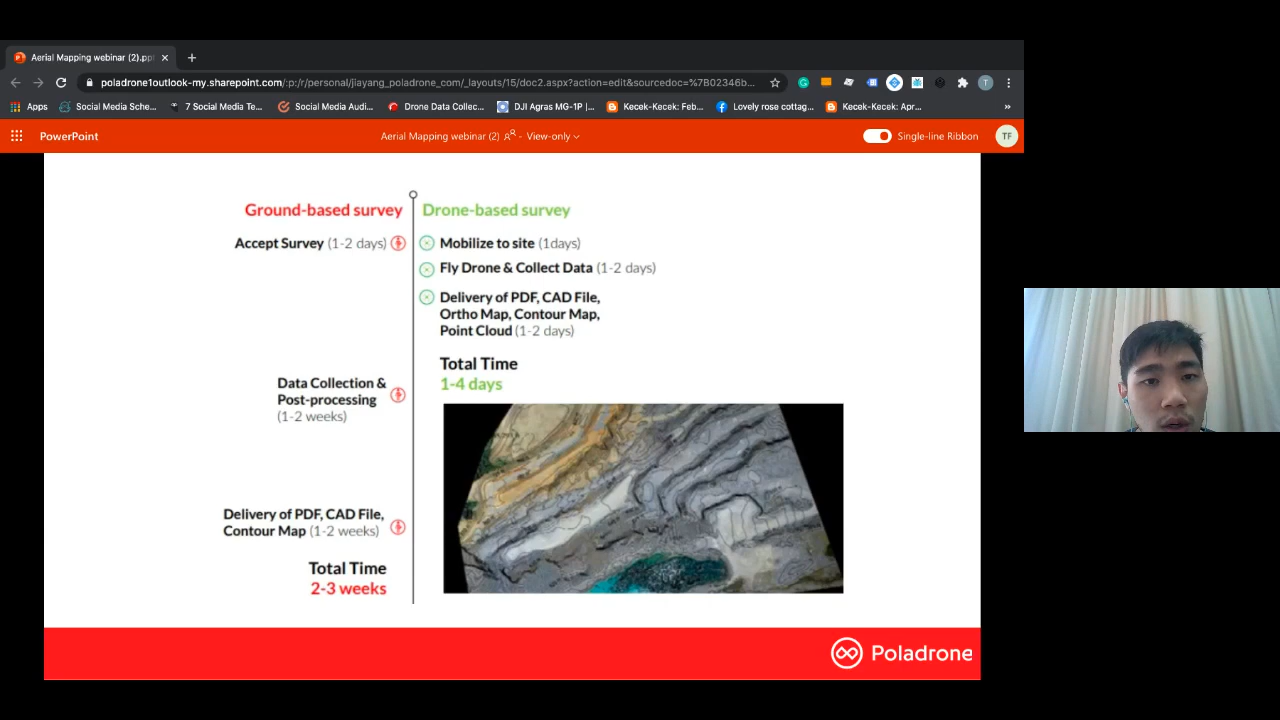 Aerial Mapping webinar (2).pp
poladrone1outlook-my.sharepoint.com/:p:/r/personal/jiayang_poladrone_com/_layouts/15/doc2.aspx?action=edit&sourcedoc=%7B02346b...
T
Apps
Social Media Sche...
7 Social Media Te...
Social Media Audi...
Drone Data Collec...
DJI Agras MG-1P |...
Kecek-Kecek: Feb...
Lovely rose cottag...
Kecek-Kecek: Apr...
»
PowerPoint
Aerial Mapping webinar (2) - View-only
Single-line Ribbon
TF
Ground-based survey
Accept Survey (1-2 days)
Data Collection &
Post-processing
(1-2 weeks)
Delivery of PDF, CAD File,
Contour Map (1-2 weeks)
Total Time
2-3 weeks
Drone-based survey
Mobilize to site (1days)
Fly Drone & Collect Data (1-2 days)
Delivery of PDF, CAD File,
Ortho Map, Contour Map,
Point Cloud (1-2 days)
Total Time
1-4 days
Poladrone